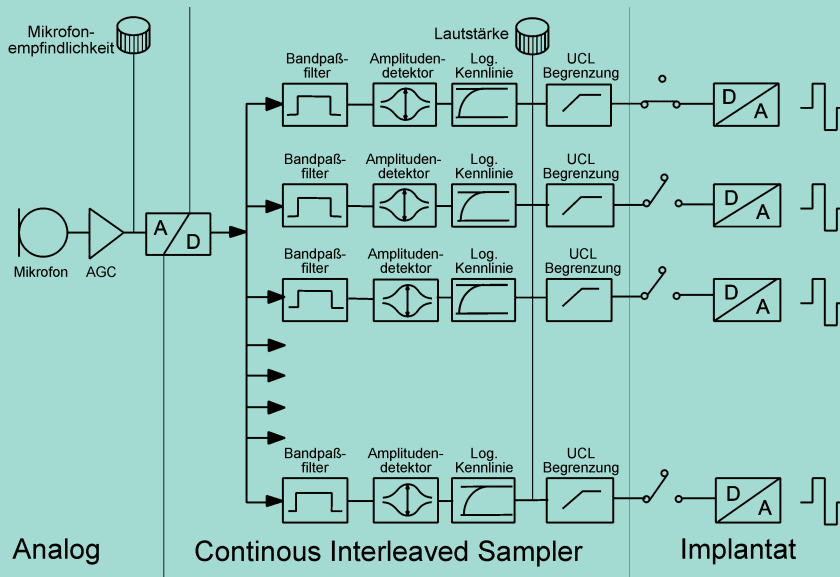 Mikrofon-
empfindlichkeit
Lautstärke
Bandpaß-
filter
Amplituden-
detektor
Log.
Kennlinie
UCL
Begrenzung
D
A
Bandpaß-
filter
Amplituden-
detektor
Log.
Kennlinie
UCL
Begrenzung
D
A
Mikrofon
AGC
A
D
Bandpaß-
filter
Amplituden-
detektor
Log.
Kennlinie
UCL
Begrenzung
D
A
Bandpaß-
filter
Amplituden-
detektor
Log.
Kennlinie
UCL
Begrenzung
D
A
Analog
Continous Interleaved Sampler
Implantat